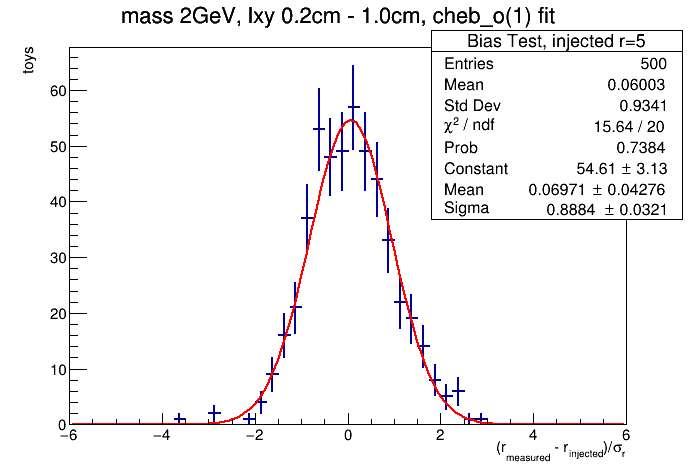 mass 2GeV, lxy 0.2cm - 1.0cm, cheb_o(1) fit
Bias Test, injected r=5
Entries 500
Mean 0.06003
Std Dev 0.9341
χ² / ndf 15.64 / 20
Prob 0.7384
Constant 54.61 ± 3.13
Mean 0.06971 ± 0.04276
Sigma 0.8884 ± 0.0321
toys
60
50
40
30
20
10
0
−6 −4 −2 0 2 4 6
(r_measured - r_injected)/σ_r